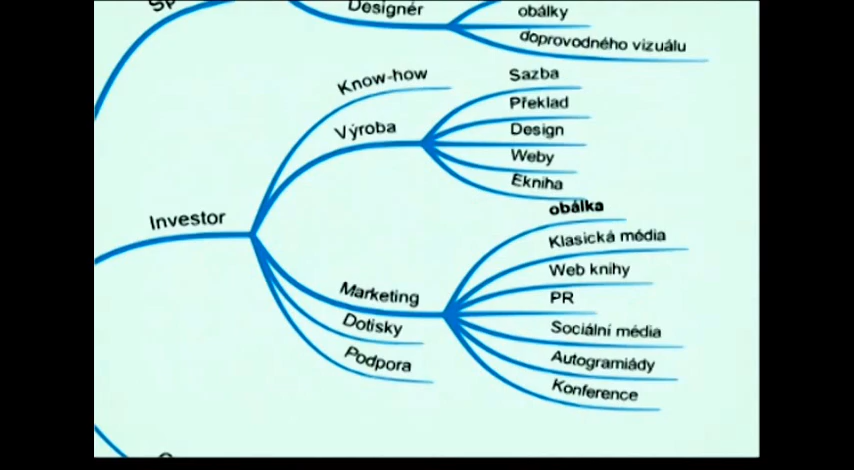 Designér
obálky
doprovodného vizuálu
Investor
Know-how
Výroba
Sazba
Překlad
Design
Weby
Ekniha
Marketing
obálka
Klasická média
Web knihy
PR
Sociální média
Autogramiády
Konference
Dotisky
Podpora